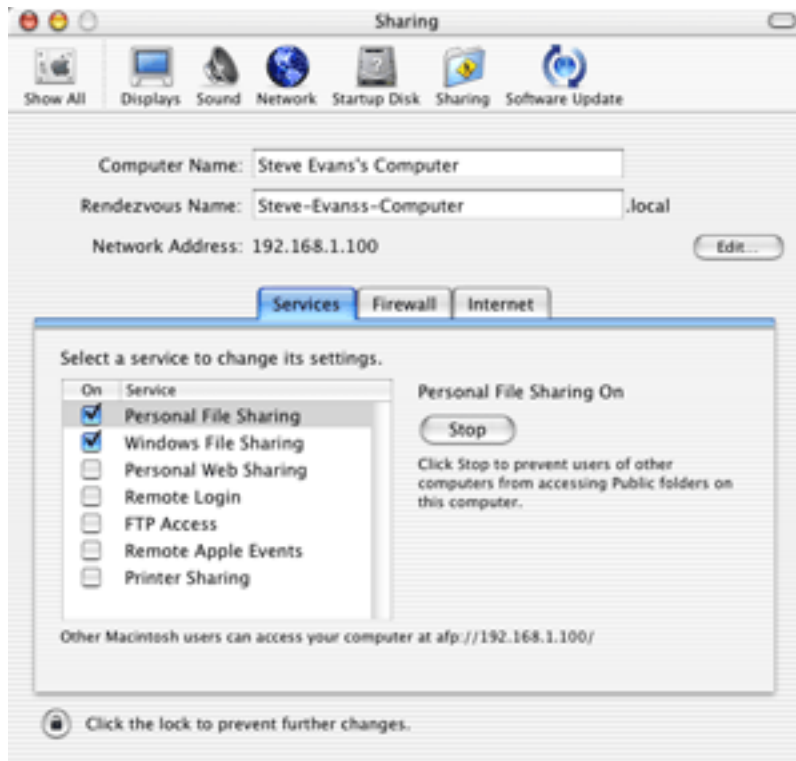 Sharing
Show All Displays Sound Network Startup Disk Sharing Software Update
Computer Name: Steve Evans's Computer
Rendezvous Name: Steve-Evanss-Computer .local
Network Address: 192.168.1.100 Edit...
Services Firewall Internet
Select a service to change its settings.
On Service
Personal File Sharing
Windows File Sharing
Personal Web Sharing
Remote Login
FTP Access
Remote Apple Events
Printer Sharing
Personal File Sharing On
Stop
Click Stop to prevent users of other
computers from accessing Public folders on
this computer.
Other Macintosh users can access your computer at afp://192.168.1.100/
Click the lock to prevent further changes.